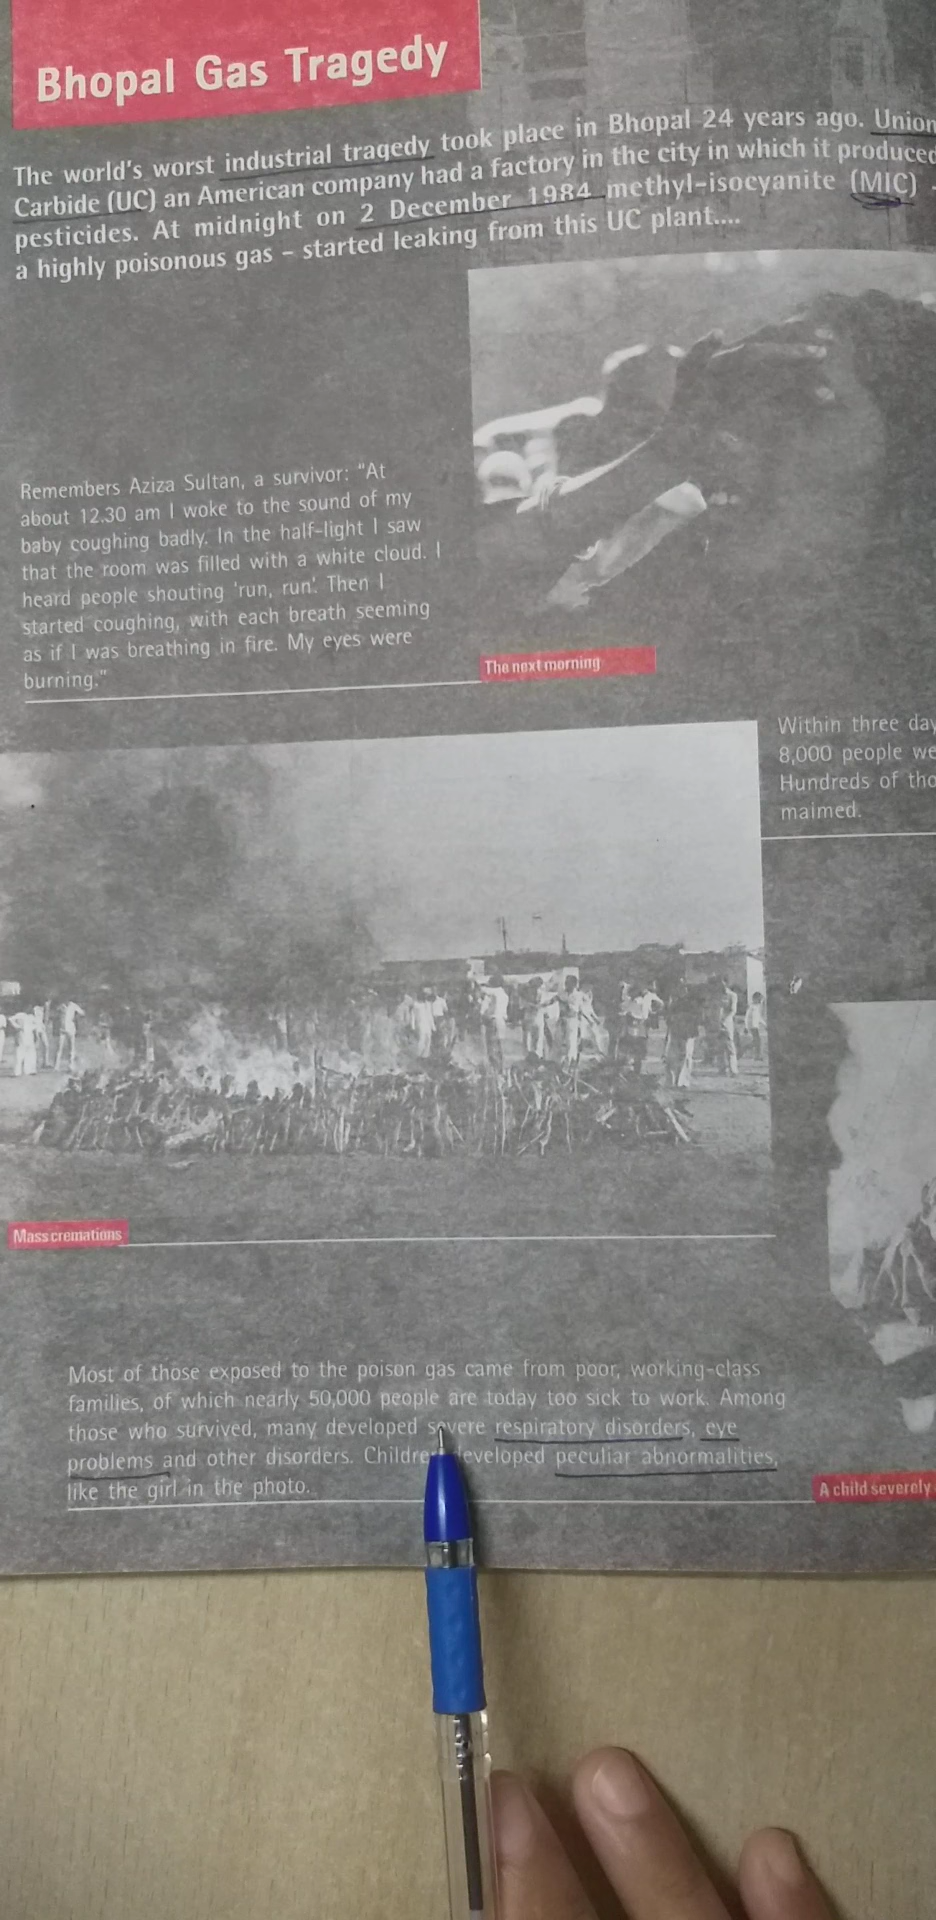 Bhopal Gas Tragedy
The world's worst industrial tragedy took place in Bhopal 24 years ago. Union
Carbide (UC) an American company had a factory in the city in which it produced
pesticides. At midnight on 2 December 1984 methyl-isocyanite (MIC) -
a highly poisonous gas – started leaking from this UC plant....
Remembers Aziza Sultan, a survivor: "At
about 12.30 am I woke to the sound of my
baby coughing badly. In the half-light I saw
that the room was filled with a white cloud. I
heard people shouting 'run, run'. Then I
started coughing, with each breath seeming
as if I was breathing in fire. My eyes were
burning."
The next morning
Within three day
8,000 people we
Hundreds of tho
maimed.
Mass cremations
Most of those exposed to the poison gas came from poor, working-class
families, of which nearly 50,000 people are today too sick to work. Among
those who survived, many developed severe respiratory disorders, eye
problems and other disorders. Children developed peculiar abnormalities,
like the girl in the photo.
A child severely